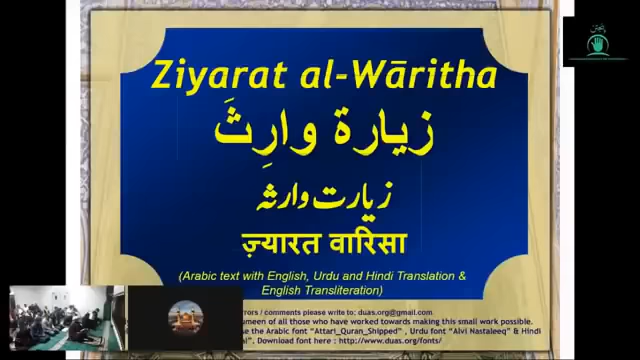 Ziyarat al-Wāritha
زيارة وارِثَ
زیارت وارثہ
ज़्यारत वारिसा
(Arabic text with English, Urdu and Hindi Translation &
English Transliteration)
rrors / comments please write to: duas.org@gmail.com
umeen of all those who have worked towards making this small work possible.
se the Arabic font "Attari_Quran_Shipped" , Urdu font "Alvi Nastaleeq" & Hindi
Download font here : http://www.duas.org/fonts/